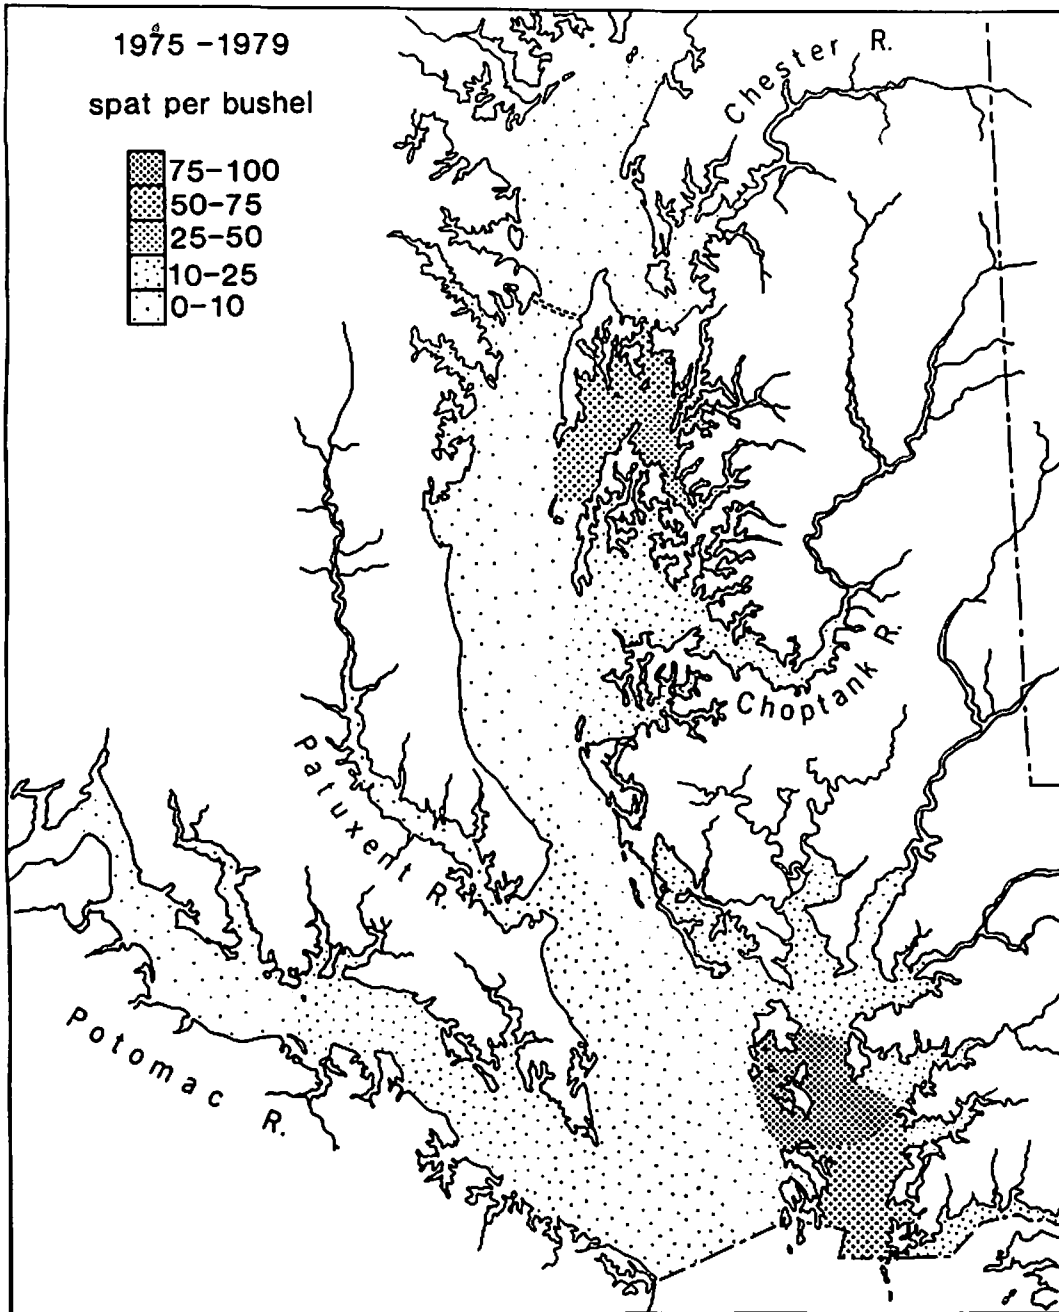 1975 - 1979
spat per bushel
75-100
50-75
25-50
10-25
0-10
Chester R.
Choptank R.
Patuxent R.
Potomac R.